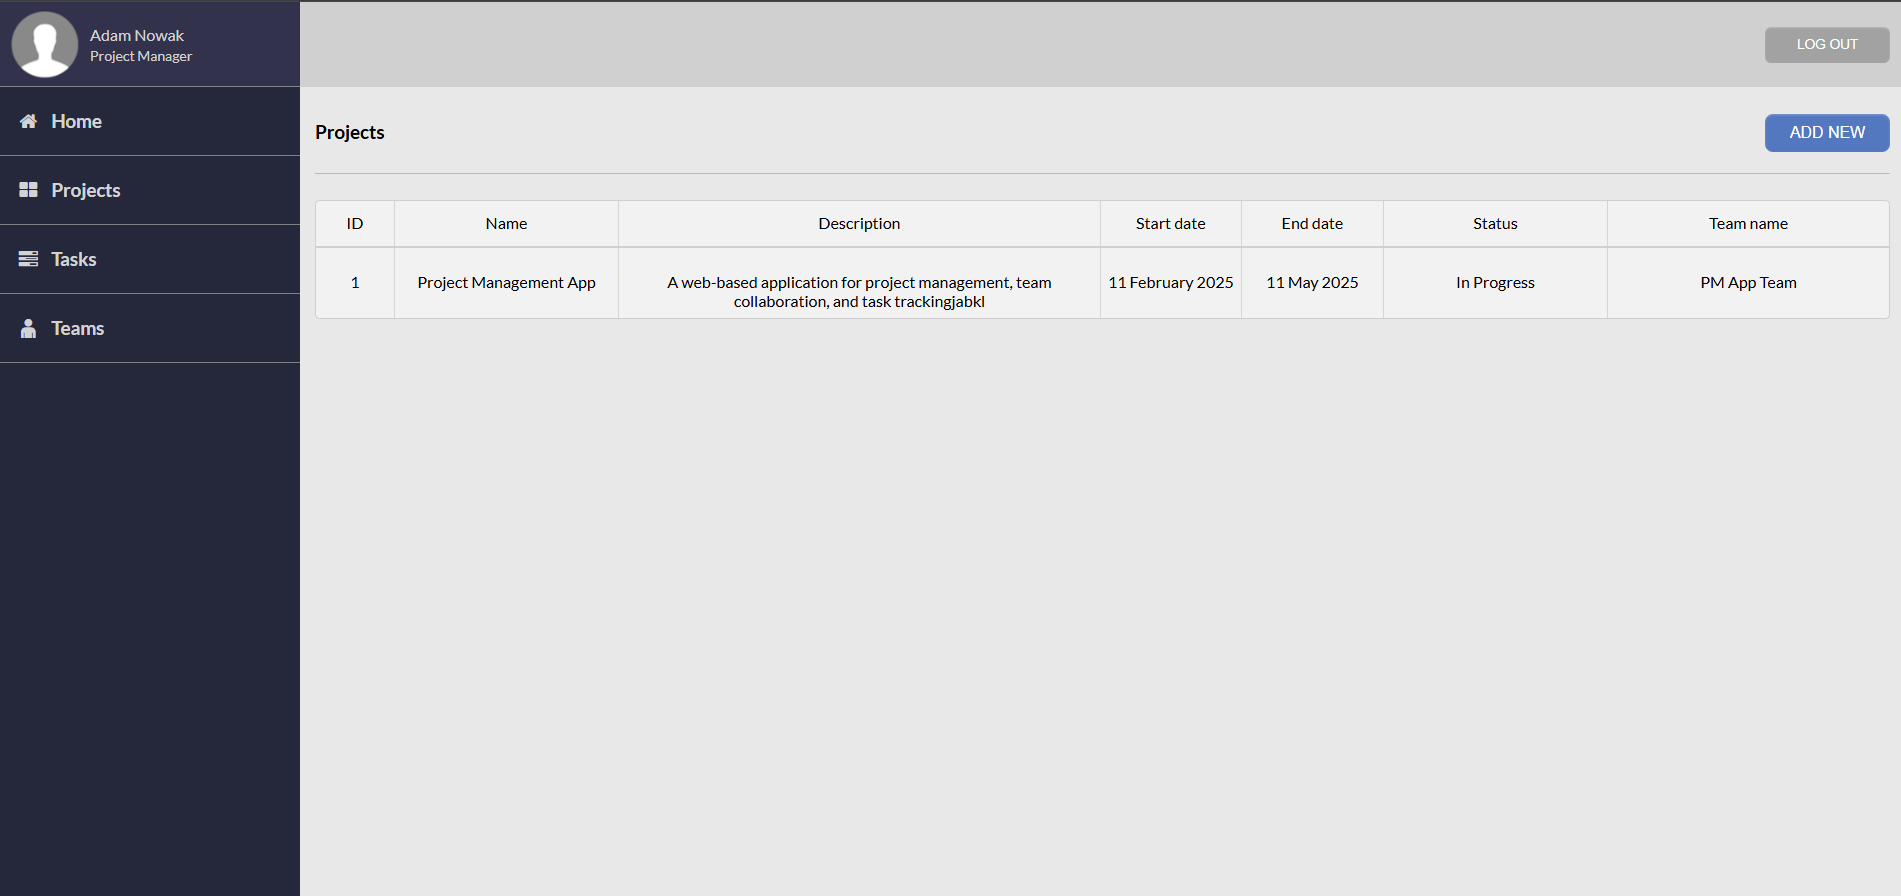 Adam Nowak
Project Manager
LOG OUT
Home
Projects
Tasks
Teams
Projects
ADD NEW
ID Name Description Start date End date Status Team name
1 Project Management App A web-based application for project management, team 11 February 2025 11 May 2025 In Progress PM App Team
collaboration, and task trackingjabkl